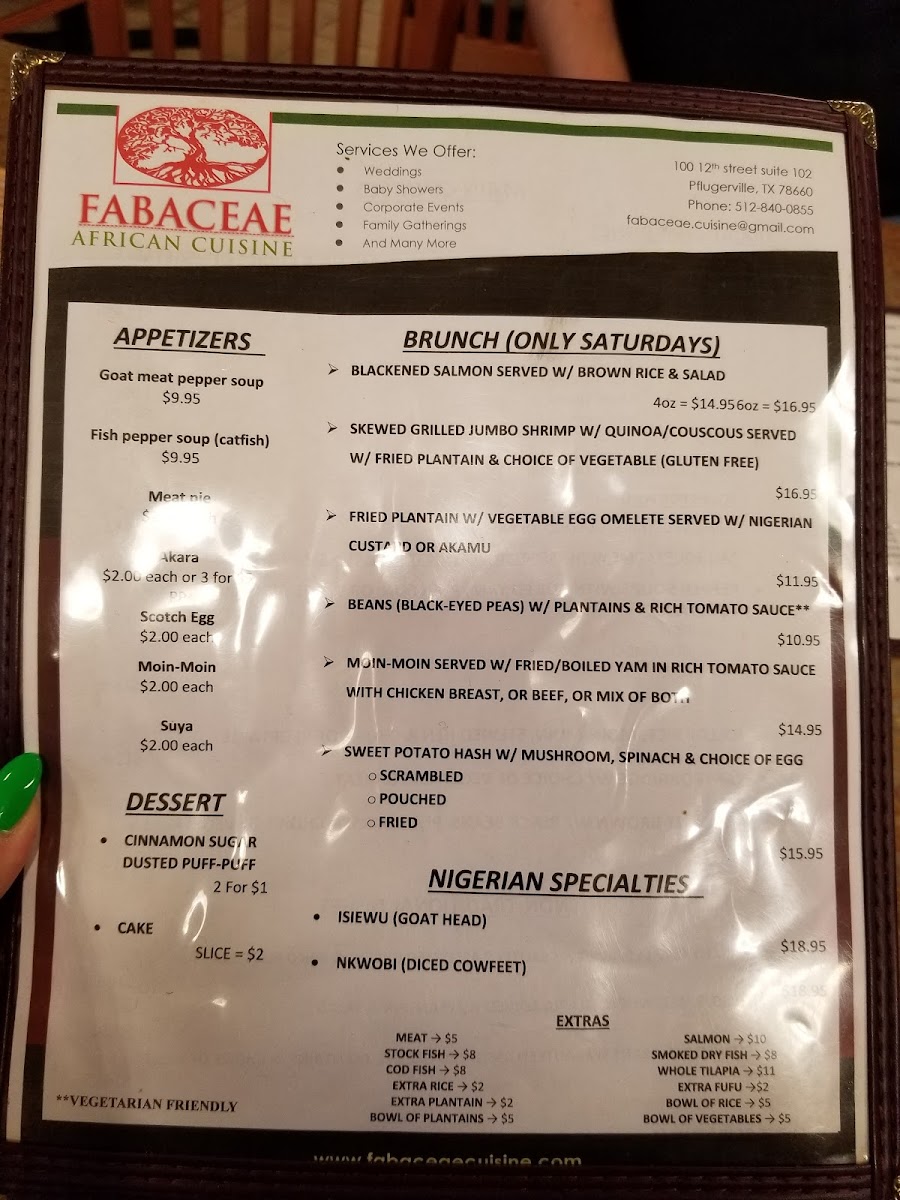 FABACEAE
AFRICAN CUISINE
Services We Offer:
• Weddings
• Baby Showers
• Corporate Events
• Family Gatherings
• And Many More
100 12th street suite 102
Pflugerville, TX 78660
Phone: 512-840-0855
fabaceae.cuisine@gmail.com
APPETIZERS
Goat meat pepper soup
$9.95
Fish pepper soup (catfish)
$9.95
Meat pie
Akara
$2.00 each or 3 for
Scotch Egg
$2.00 each
Moin-Moin
$2.00 each
Suya
$2.00 each
DESSERT
• CINNAMON SUGAR
DUSTED PUFF-PUFF
2 For $1
• CAKE
SLICE = $2
**VEGETARIAN FRIENDLY
BRUNCH (ONLY SATURDAYS)
➢ BLACKENED SALMON SERVED W/ BROWN RICE & SALAD
4oz = $14.956oz = $16.95
➢ SKEWED GRILLED JUMBO SHRIMP W/ QUINOA/COUSCOUS SERVED
W/ FRIED PLANTAIN & CHOICE OF VEGETABLE (GLUTEN FREE)
$16.95
➢ FRIED PLANTAIN W/ VEGETABLE EGG OMELETE SERVED W/ NIGERIAN
CUSTARD OR AKAMU
$11.95
➢ BEANS (BLACK-EYED PEAS) W/ PLANTAINS & RICH TOMATO SAUCE**
$10.95
➢ MOIN-MOIN SERVED W/ FRIED/BOILED YAM IN RICH TOMATO SAUCE
WITH CHICKEN BREAST, OR BEEF, OR MIX OF BOTH
$14.95
➢ SWEET POTATO HASH W/ MUSHROOM, SPINACH & CHOICE OF EGG
○ SCRAMBLED
○ POUCHED
○ FRIED
$15.95
NIGERIAN SPECIALTIES
• ISIEWU (GOAT HEAD)
$18.95
• NKWOBI (DICED COWFEET)
$18.95
EXTRAS
MEAT → $5
STOCK FISH → $8
COD FISH → $8
EXTRA RICE → $2
EXTRA PLANTAIN → $2
BOWL OF PLANTAINS → $5
SALMON → $10
SMOKED DRY FISH → $8
WHOLE TILAPIA → $11
EXTRA FUFU →$2
BOWL OF RICE → $5
BOWL OF VEGETABLES → $5
www.fabaceaecuisine.com